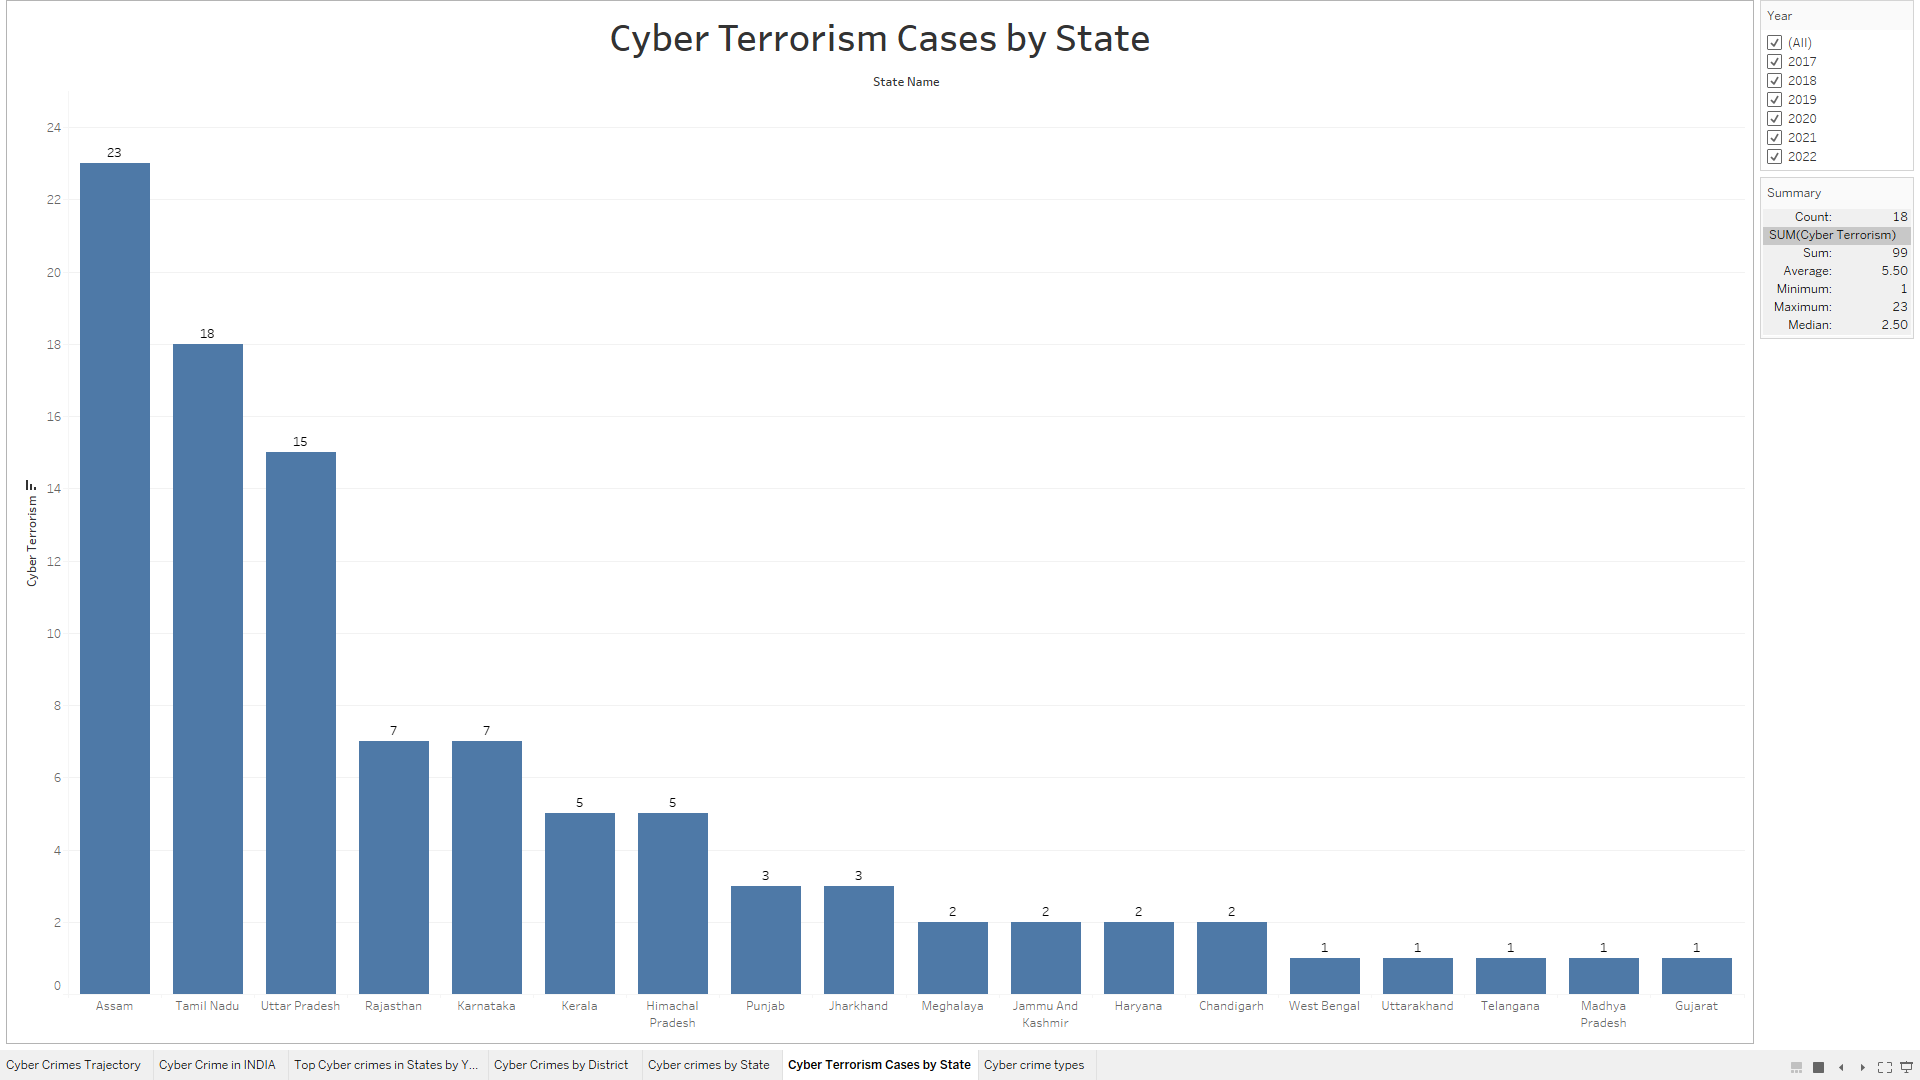 Cyber Terrorism Cases by State
State Name
24
22
20
18
16
14
12
10
8
6
4
2
0
Cyber Terrorism
23
18
15
7
7
5
5
3
3
2
2
2
2
1
1
1
1
1
Assam
Tamil Nadu
Uttar Pradesh
Rajasthan
Karnataka
Kerala
Himachal
Pradesh
Punjab
Jharkhand
Meghalaya
Jammu And
Kashmir
Haryana
Chandigarh
West Bengal
Uttarakhand
Telangana
Madhya
Pradesh
Gujarat
Year
(All)
2017
2018
2019
2020
2021
2022
Summary
Count: 18
SUM(Cyber Terrorism)
Sum: 99
Average: 5.50
Minimum: 1
Maximum: 23
Median: 2.50
Cyber Crimes Trajectory
Cyber Crime in INDIA
Top Cyber crimes in States by Y...
Cyber Crimes by District
Cyber crimes by State
Cyber Terrorism Cases by State
Cyber crime types